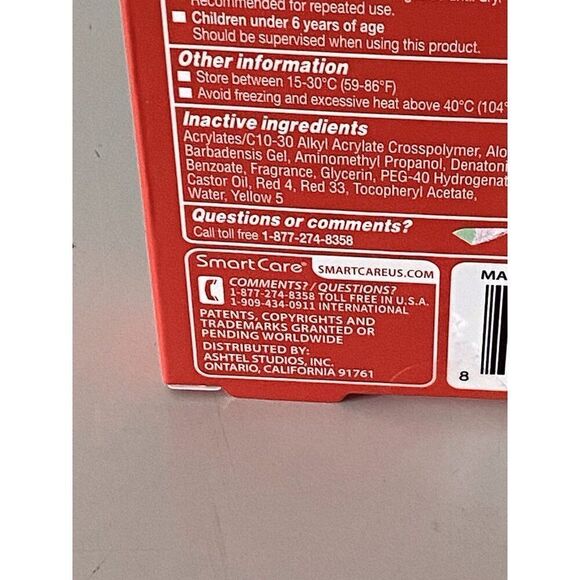 Recommended for repeated use.
Children under 6 years of age
Should be supervised when using this product.
Other information
Store between 15-30°C (59-86°F)
Avoid freezing and excessive heat above 40°C (104°
Inactive ingredients
Acrylates/C10-30 Alkyl Acrylate Crosspolymer, Alo
Barbadensis Gel, Aminomethyl Propanol, Denatoni
Benzoate, Fragrance, Glycerin, PEG-40 Hydrogenat
Castor Oil, Red 4, Red 33, Tocopheryl Acetate,
Water, Yellow 5
Questions or comments?
Call toll free 1-877-274-8358
SmartCare® SMARTCAREUS.COM
COMMENTS?/QUESTIONS?
1-877-274-8358 TOLL FREE IN U.S.A.
1-909-434-0911 INTERNATIONAL
PATENTS, COPYRIGHTS AND
TRADEMARKS GRANTED OR
PENDING WORLDWIDE
DISTRIBUTED BY:
ASHTEL STUDIOS, INC.
ONTARIO, CALIFORNIA 91761
MA
8